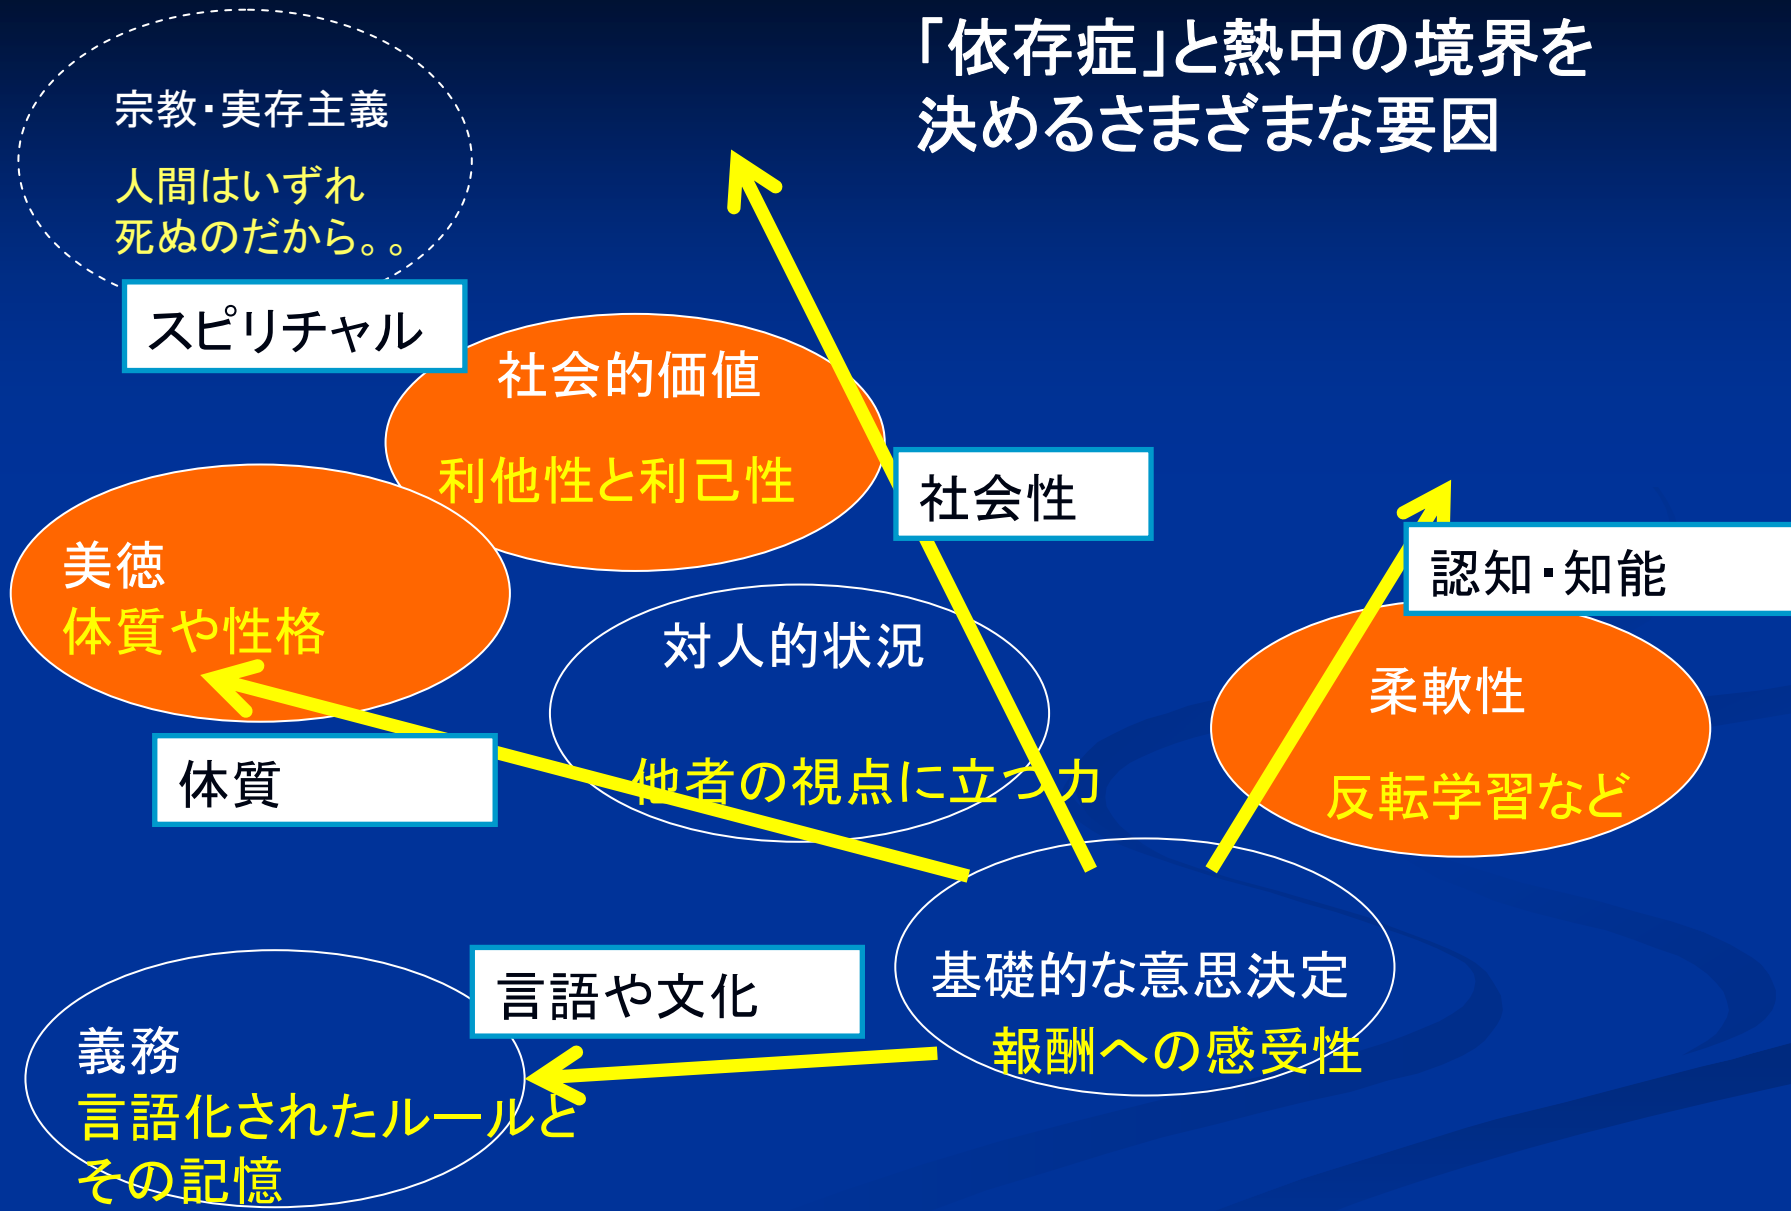 「依存症」と熱中の境界を
決めるさまざまな要因
宗教・実存主義
人間はいずれ
死ぬのだから。。
スピリチャル
社会的価値
利他性と利己性
社会性
認知・知能
美徳
体質や性格
対人的状況
他者の視点に立つ力
柔軟性
反転学習など
体質
言語や文化
基礎的な意思決定
報酬への感受性
義務
言語化されたルールと
その記憶